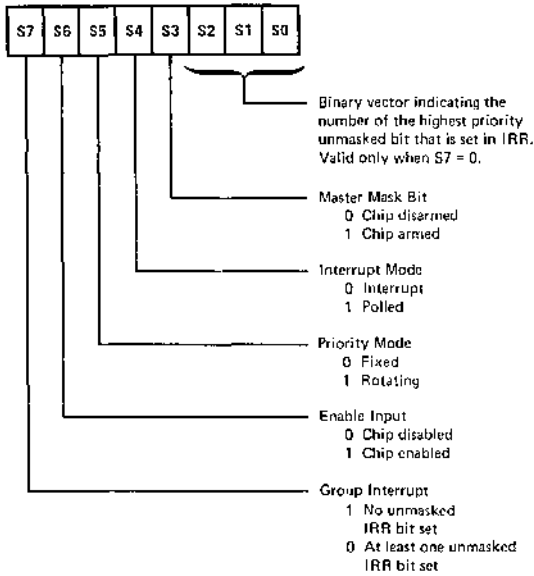 S7 S6 S5 S4 S3 S2 S1 S0
Binary vector indicating the
number of the highest priority
unmasked bit that is set in IRR.
Valid only when S7 = 0.
Master Mask Bit
0 Chip disarmed
1 Chip armed
Interrupt Mode
0 Interrupt
1 Polled
Priority Mode
0 Fixed
1 Rotating
Enable Input
0 Chip disabled
1 Chip enabled
Group Interrupt
1 No unmasked
IRR bit set
0 At least one unmasked
IRR bit set